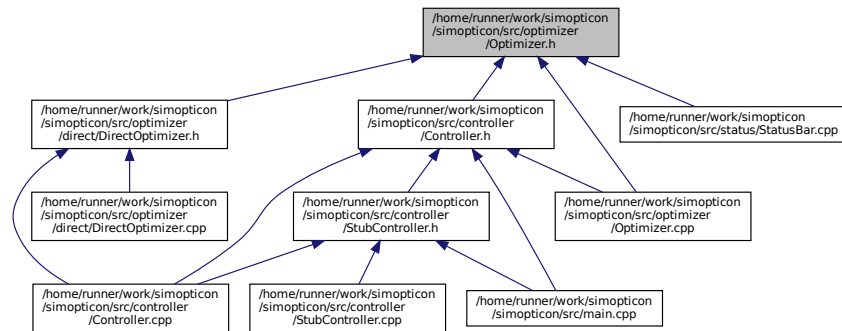 /home/runner/work/simopticon
/simopticon/src/optimizer
/Optimizer.h
/home/runner/work/simopticon
/simopticon/src/optimizer
/direct/DirectOptimizer.h
/home/runner/work/simopticon
/simopticon/src/controller
/Controller.h
/home/runner/work/simopticon
/simopticon/src/status/StatusBar.cpp
/home/runner/work/simopticon
/simopticon/src/optimizer
/direct/DirectOptimizer.cpp
/home/runner/work/simopticon
/simopticon/src/controller
/StubController.h
/home/runner/work/simopticon
/simopticon/src/optimizer
/Optimizer.cpp
/home/runner/work/simopticon
/simopticon/src/controller
/Controller.cpp
/home/runner/work/simopticon
/simopticon/src/controller
/StubController.cpp
/home/runner/work/simopticon
/simopticon/src/main.cpp